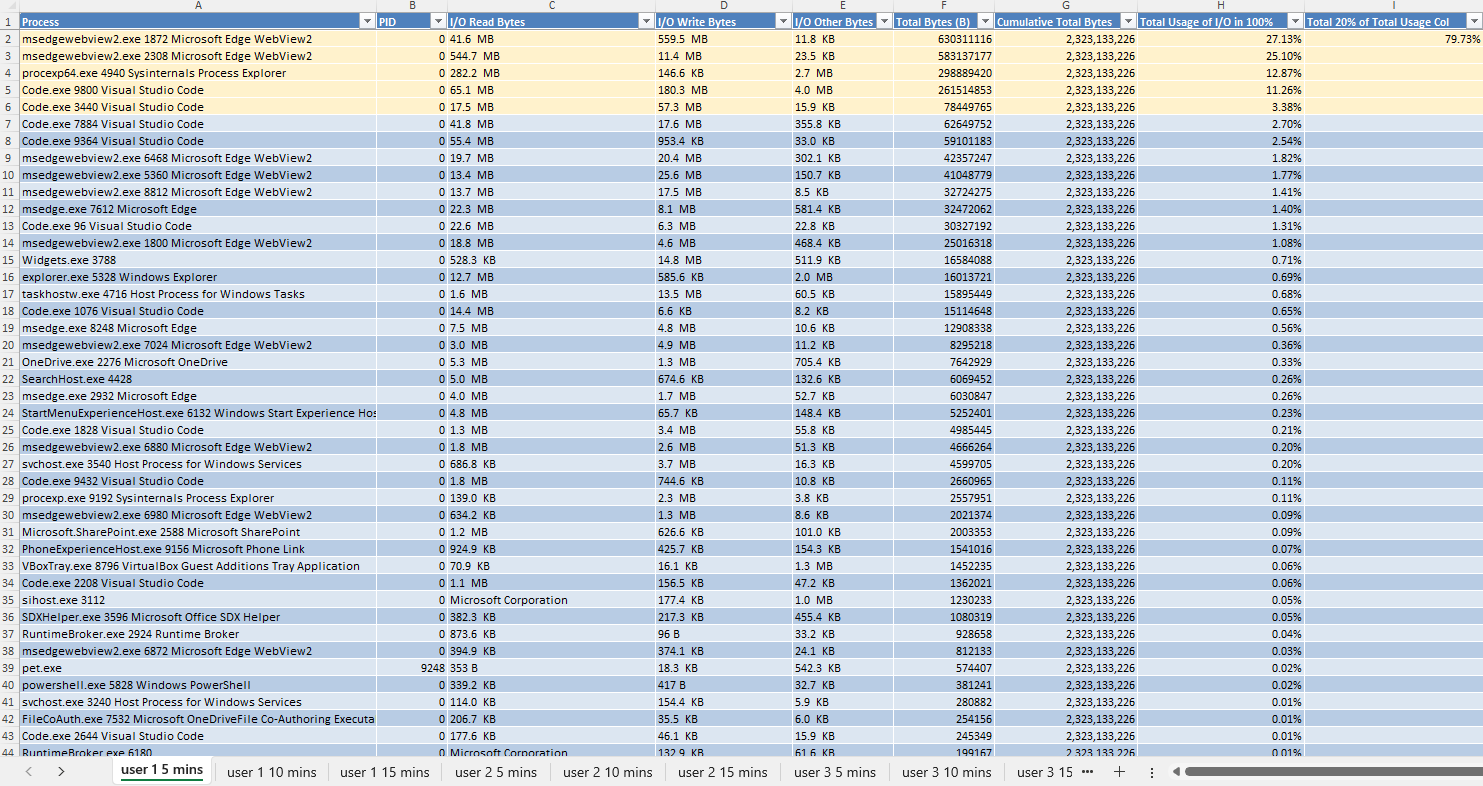 A B C D E F G H I
1 Process PID I/O Read Bytes I/O Write Bytes I/O Other Bytes Total Bytes (B) Cumulative Total Bytes Total Usage of I/O in 100% Total 20% of Total Usage Col
2 msedgewebview2.exe 1872 Microsoft Edge WebView2 0 41.6 MB 559.5 MB 11.8 KB 630311116 2,323,133,226 27.13% 79.73%
3 msedgewebview2.exe 2308 Microsoft Edge WebView2 0 544.7 MB 11.4 MB 23.5 KB 583137177 2,323,133,226 25.10%
4 procexp64.exe 4940 Sysinternals Process Explorer 0 282.2 MB 146.6 KB 2.7 MB 298889420 2,323,133,226 12.87%
5 Code.exe 9800 Visual Studio Code 0 65.1 MB 180.3 MB 4.0 MB 261514853 2,323,133,226 11.26%
6 Code.exe 3440 Visual Studio Code 0 17.5 MB 57.3 MB 15.9 KB 78449765 2,323,133,226 3.38%
7 Code.exe 7884 Visual Studio Code 0 41.8 MB 17.6 MB 355.8 KB 62649752 2,323,133,226 2.70%
8 Code.exe 9364 Visual Studio Code 0 55.4 MB 953.4 KB 33.0 KB 59101183 2,323,133,226 2.54%
9 msedgewebview2.exe 6468 Microsoft Edge WebView2 0 19.7 MB 20.4 MB 302.1 KB 42357247 2,323,133,226 1.82%
10 msedgewebview2.exe 5360 Microsoft Edge WebView2 0 13.4 MB 25.6 MB 150.7 KB 41048779 2,323,133,226 1.77%
11 msedgewebview2.exe 8812 Microsoft Edge WebView2 0 13.7 MB 17.5 MB 8.5 KB 32724275 2,323,133,226 1.41%
12 msedge.exe 7612 Microsoft Edge 0 22.3 MB 8.1 MB 581.4 KB 32472062 2,323,133,226 1.40%
13 Code.exe 96 Visual Studio Code 0 22.6 MB 6.3 MB 22.8 KB 30327192 2,323,133,226 1.31%
14 msedgewebview2.exe 1800 Microsoft Edge WebView2 0 18.8 MB 4.6 MB 468.4 KB 25016318 2,323,133,226 1.08%
15 Widgets.exe 3788 0 528.3 KB 14.8 MB 511.9 KB 16584088 2,323,133,226 0.71%
16 explorer.exe 5328 Windows Explorer 0 12.7 MB 585.6 KB 2.0 MB 16013721 2,323,133,226 0.69%
17 taskhostw.exe 4716 Host Process for Windows Tasks 0 1.6 MB 13.5 MB 60.5 KB 15895449 2,323,133,226 0.68%
18 Code.exe 1076 Visual Studio Code 0 14.4 MB 6.6 KB 8.2 KB 15114648 2,323,133,226 0.65%
19 msedge.exe 8248 Microsoft Edge 0 7.5 MB 4.8 MB 10.6 KB 12908338 2,323,133,226 0.56%
20 msedgewebview2.exe 7024 Microsoft Edge WebView2 0 3.0 MB 4.9 MB 11.2 KB 8295218 2,323,133,226 0.36%
21 OneDrive.exe 2276 Microsoft OneDrive 0 5.3 MB 1.3 MB 705.4 KB 7642929 2,323,133,226 0.33%
22 SearchHost.exe 4428 0 5.0 MB 674.6 KB 132.6 KB 6069452 2,323,133,226 0.26%
23 msedge.exe 2932 Microsoft Edge 0 4.0 MB 1.7 MB 52.7 KB 6030847 2,323,133,226 0.26%
24 StartMenuExperienceHost.exe 6132 Windows Start Experience Hos 0 4.8 MB 65.7 KB 148.4 KB 5252401 2,323,133,226 0.23%
25 Code.exe 1828 Visual Studio Code 0 1.3 MB 3.4 MB 55.8 KB 4985445 2,323,133,226 0.21%
26 msedgewebview2.exe 6880 Microsoft Edge WebView2 0 1.8 MB 2.6 MB 51.3 KB 4666264 2,323,133,226 0.20%
27 svchost.exe 3540 Host Process for Windows Services 0 686.8 KB 3.7 MB 16.3 KB 4599705 2,323,133,226 0.20%
28 Code.exe 9432 Visual Studio Code 0 1.8 MB 744.6 KB 10.8 KB 2660965 2,323,133,226 0.11%
29 procexp.exe 9192 Sysinternals Process Explorer 0 139.0 KB 2.3 MB 3.8 KB 2557951 2,323,133,226 0.11%
30 msedgewebview2.exe 6980 Microsoft Edge WebView2 0 634.2 KB 1.3 MB 8.6 KB 2021374 2,323,133,226 0.09%
31 Microsoft.SharePoint.exe 2588 Microsoft SharePoint 0 1.2 MB 626.6 KB 101.0 KB 2003353 2,323,133,226 0.09%
32 PhoneExperienceHost.exe 9156 Microsoft Phone Link 0 924.9 KB 425.7 KB 154.3 KB 1541016 2,323,133,226 0.07%
33 VBoxTray.exe 8796 VirtualBox Guest Additions Tray Application 0 70.9 KB 16.1 KB 1.3 MB 1452235 2,323,133,226 0.06%
34 Code.exe 2208 Visual Studio Code 0 1.1 MB 156.5 KB 47.2 KB 1362021 2,323,133,226 0.06%
35 sihost.exe 3112 0 Microsoft Corporation 177.4 KB 1.0 MB 1230233 2,323,133,226 0.05%
36 SDXHelper.exe 3596 Microsoft Office SDX Helper 0 382.3 KB 217.3 KB 455.4 KB 1080319 2,323,133,226 0.05%
37 RuntimeBroker.exe 2924 Runtime Broker 0 873.6 KB 96 B 33.2 KB 928658 2,323,133,226 0.04%
38 msedgewebview2.exe 6872 Microsoft Edge WebView2 0 394.9 KB 374.1 KB 24.1 KB 812133 2,323,133,226 0.03%
39 pet.exe 9248 353 B 18.3 KB 542.3 KB 574407 2,323,133,226 0.02%
40 powershell.exe 5828 Windows PowerShell 0 339.2 KB 417 B 32.7 KB 381241 2,323,133,226 0.02%
41 svchost.exe 3240 Host Process for Windows Services 0 114.0 KB 154.4 KB 5.9 KB 280882 2,323,133,226 0.01%
42 FileCoAuth.exe 7532 Microsoft OneDriveFile Co-Authoring Executa 0 206.7 KB 35.5 KB 6.0 KB 254156 2,323,133,226 0.01%
43 Code.exe 2644 Visual Studio Code 0 177.6 KB 46.1 KB 15.9 KB 245349 2,323,133,226 0.01%
44 RuntimeBroker.exe 6180 0 Microsoft Corporation 132.9 KB 61.6 KB 199167 2,323,133,226 0.01%
user 1 5 mins user 1 10 mins user 1 15 mins user 2 5 mins user 2 10 mins user 2 15 mins user 3 5 mins user 3 10 mins user 3 15